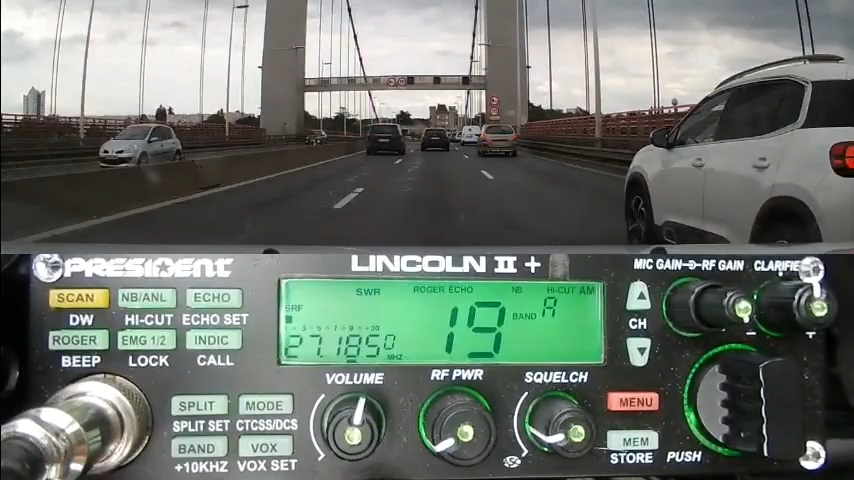 PRESIDENT
LINCOLN II +
MIC GAIN RF GAIN CLARIFIER
SCAN NB/ANL ECHO
DW HI-CUT ECHO SET
ROGER EMG 1/2 INDIC
BEEP LOCK CALL
SPLIT MODE
SPLIT SET CTCSS/DCS
BAND VOX
+10KHZ VOX SET
SWR ROGER ECHO NB HI-CUT AM
SRF
27.1850 MHZ
19
BAND A
CH
VOLUME RF PWR SQUELCH
MENU
MEM
STORE
PUSH